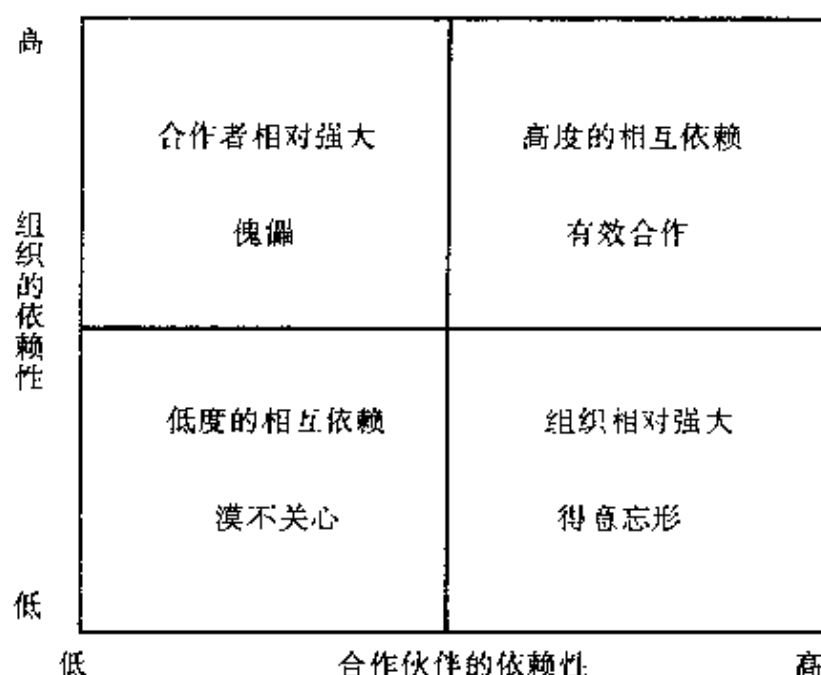 高
合作者相对强大
高度的相互依赖
傀儡
有效合作
组织的依赖性
低度的相互依赖
组织相对强大
漠不关心
得意忘形
低
低
合作伙伴的依赖性
高